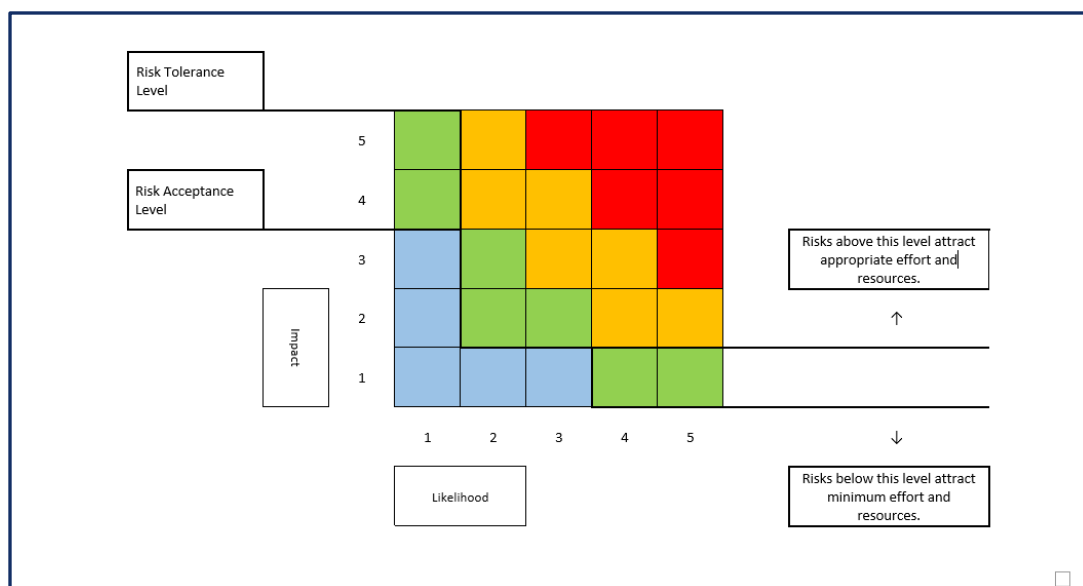 Risk Tolerance
Level
5
Risk Acceptance
Level
4
3
Risks above this level attract
appropriate effort and
resources.
Impact
2
↑
1
1 2 3 4 5
↓
Likelihood
Risks below this level attract
minimum effort and
resources.